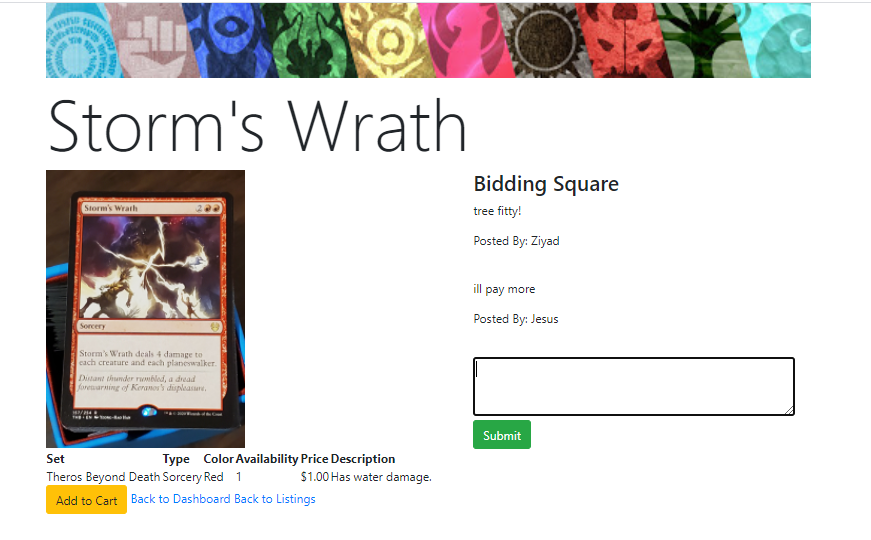 Storm's Wrath
Storm's Wrath 2
Sorcery
Storm's Wrath deals 4 damage to
each creature and each planeswalker.
Distant thunder rumbled, a dread
forewarning of Keranos's displeasure.
Set Type Color Availability Price Description
Theros Beyond Death Sorcery Red 1 $1.00 Has water damage.
Add to Cart Back to Dashboard Back to Listings
Bidding Square
tree fitty!
Posted By: Ziyad
ill pay more
Posted By: Jesus
Submit